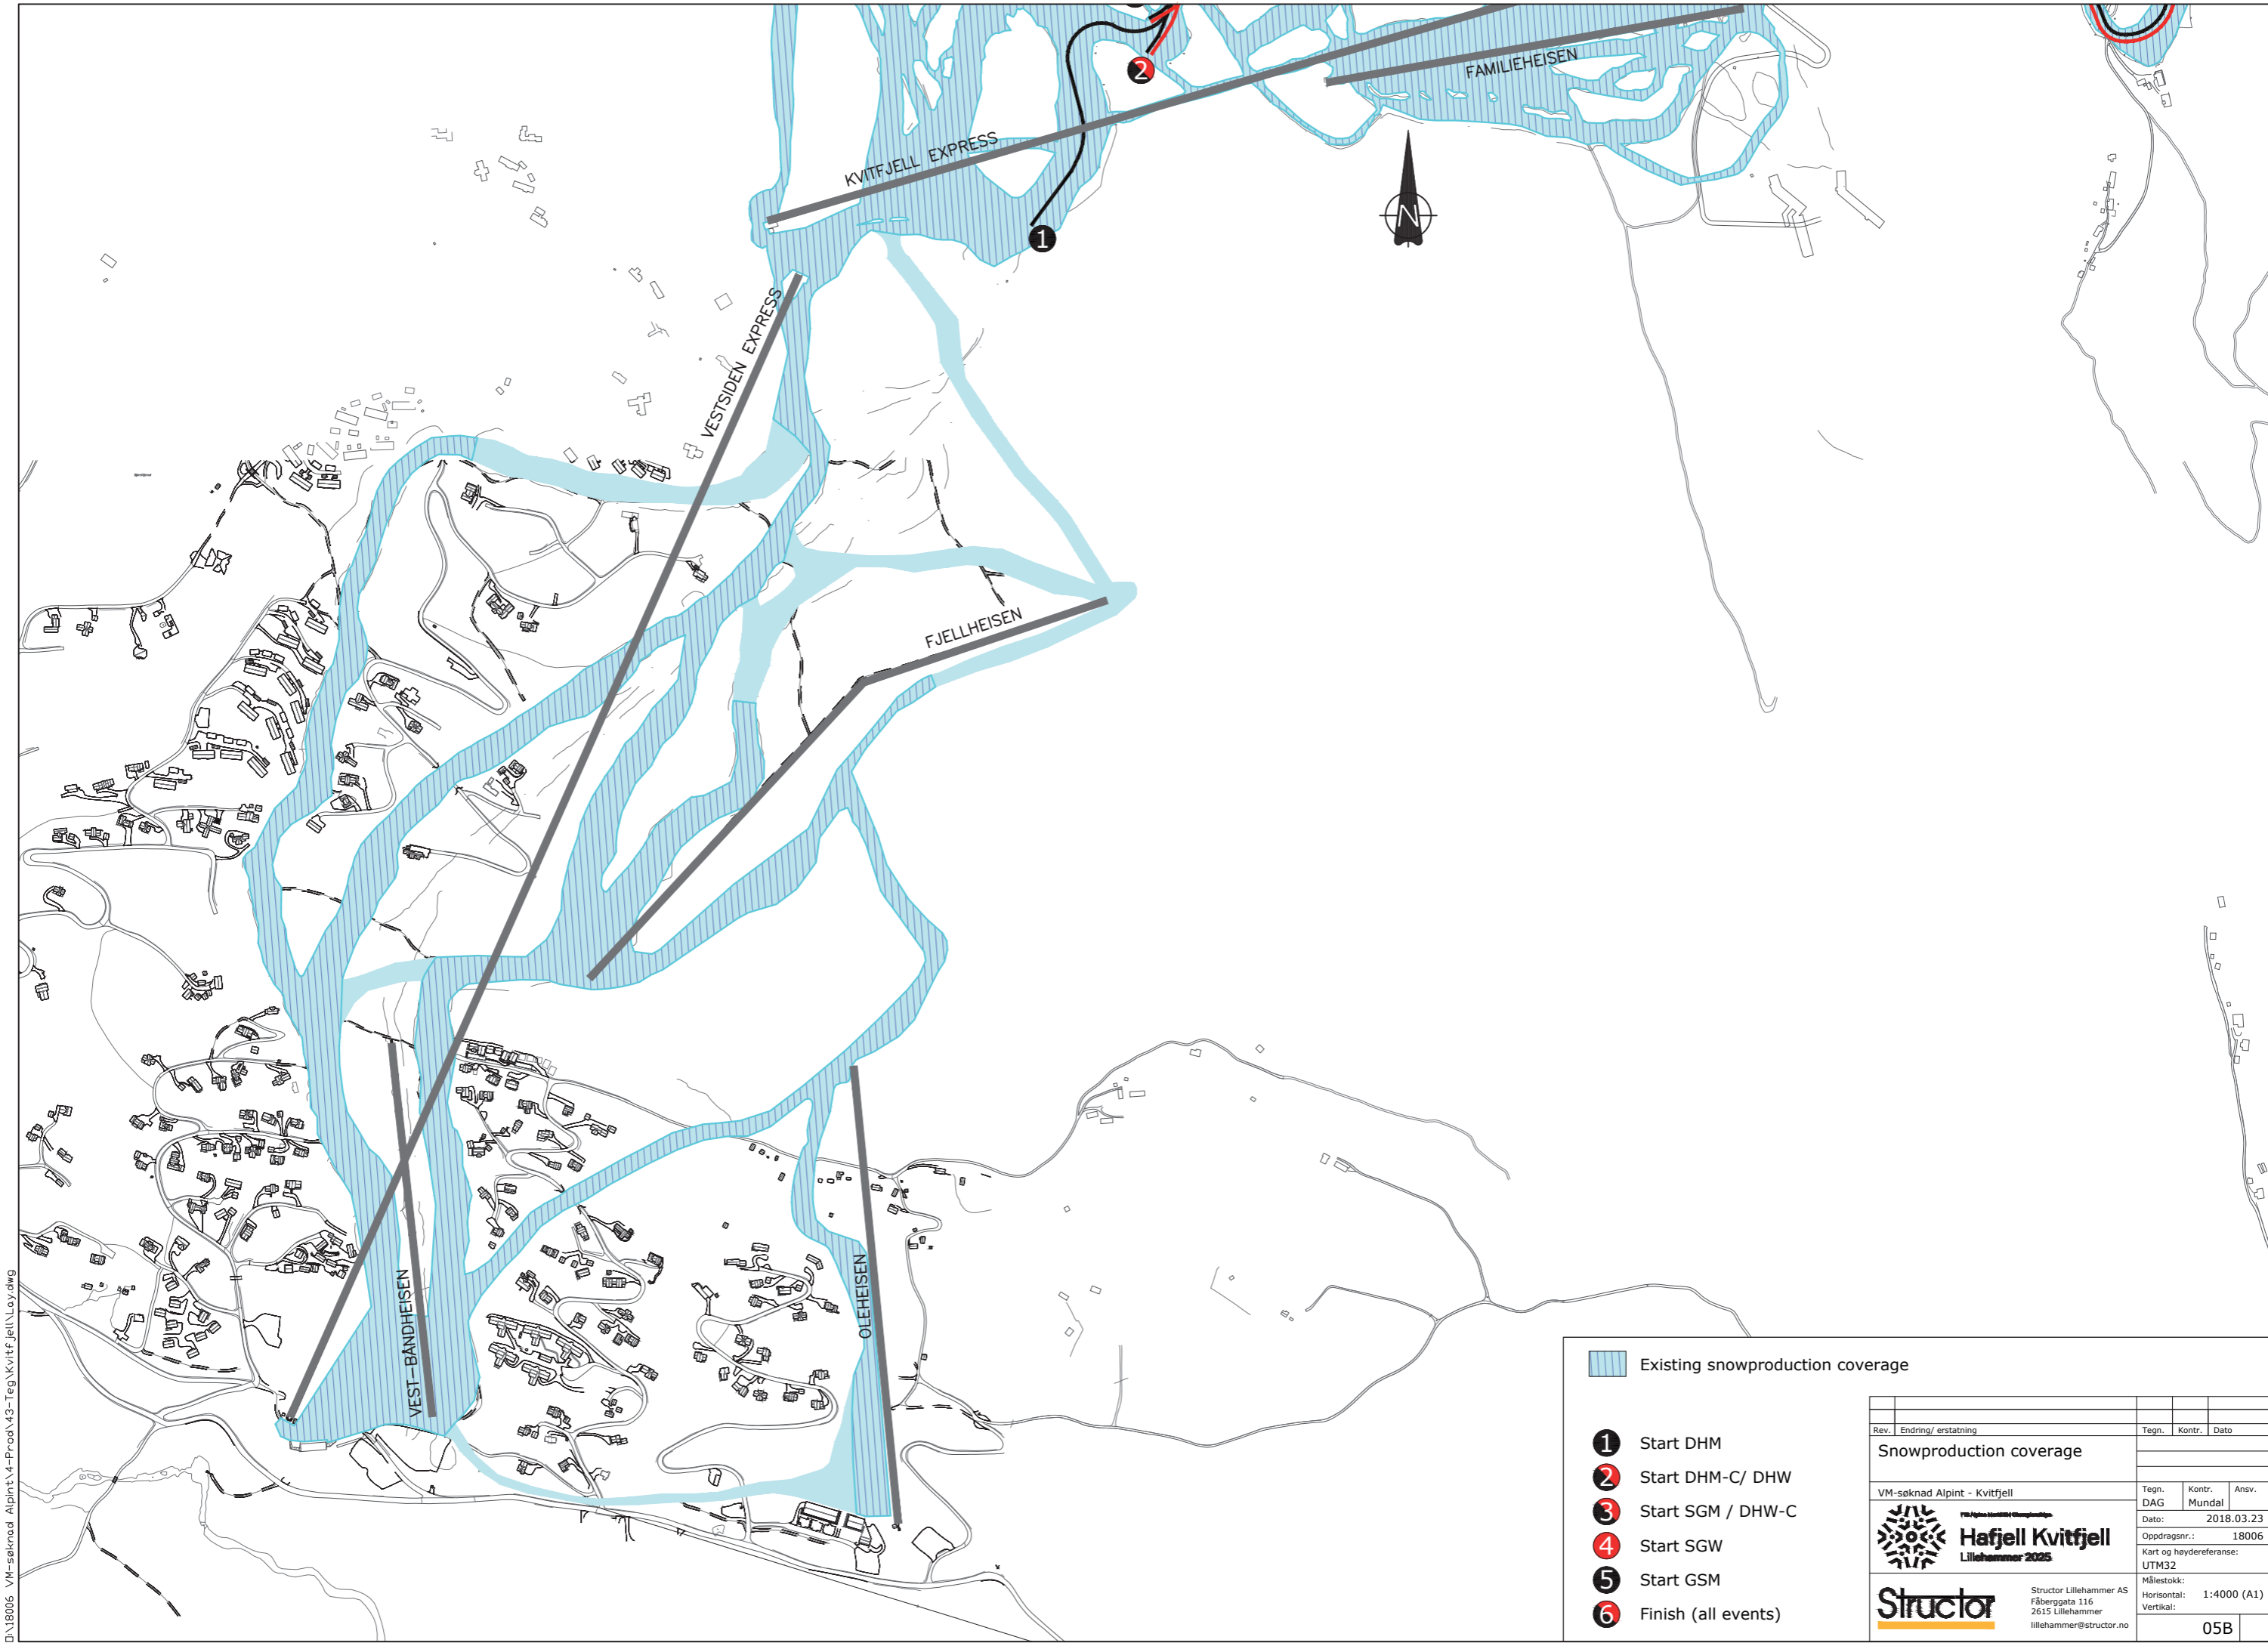 2
FAMILIEHEISEN
KVITFJELL EXPRESS
N
1
VESTSIDEN EXPRESS
FJELLHEISEN
VEST-BÅNDHEISEN
OLEHEISEN
D:\18006 VM-søknad Alpint\4-Prod\43-Teg\Kvitfjell\Lay.dwg
Existing snowproduction coverage
1 Start DHM
2 Start DHM-C/ DHW
3 Start SGM / DHW-C
4 Start SGW
5 Start GSM
6 Finish (all events)
Rev. Endring/ erstatning Tegn. Kontr. Dato
Snowproduction coverage
VM-søknad Alpint - Kvitfjell
Tegn. Kontr. Ansv.
DAG Mundal
Dato: 2018.03.23
Oppdragsnr.: 18006
Kart og høydereferanse:
UTM32
Målestokk:
Horisontal: 1:4000 (A1)
Vertikal:
05B
Hafjell Kvitfjell
Lillehammer 2025
Structor
Structor Lillehammer AS
Fåberggata 116
2615 Lillehammer
lillehammer@structor.no